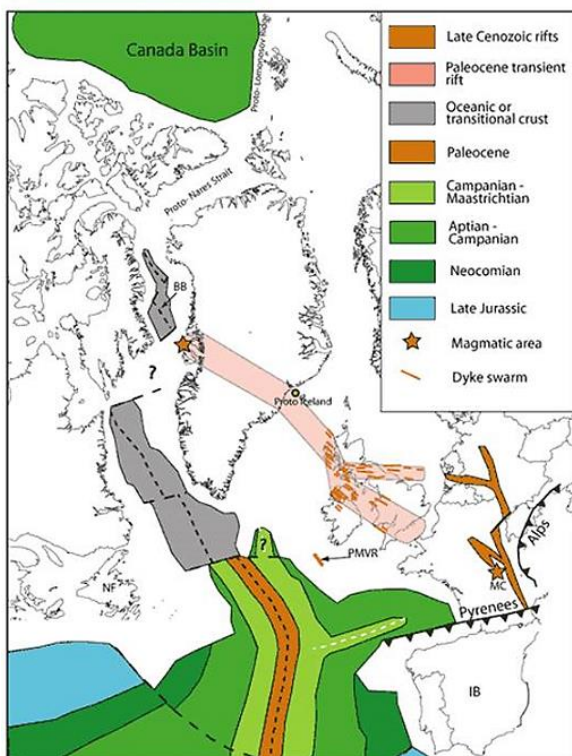 Canada Basin
Proto- Lomonosov Ridge
Proto- Nares Strait
BB
?
Proto Iceland
?
PMVR
NF
MC
Alps
Pyrenees
IB
Late Cenozoic rifts
Paleocene transient
rift
Oceanic or
transitional crust
Paleocene
Campanian -
Maastrichtian
Aptian -
Campanian
Neocomian
Late Jurassic
Magmatic area
Dyke swarm